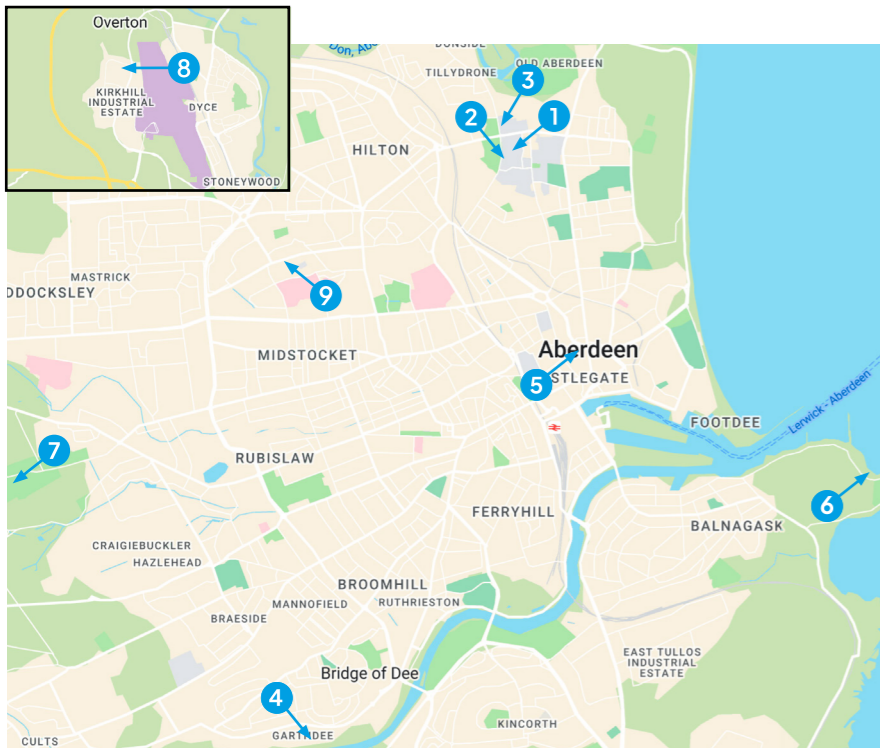 Overton
8
KIRKHILL
INDUSTRIAL
ESTATE
DYCE
STONEYWOOD
DONSIDE
Don, Abe
TILLYDRONE
OLD ABERDEEN
3
2
1
HILTON
MASTRICK
DDOCKSLEY
9
MIDSTOCKET
Aberdeen
5
STLEGATE
Lerwick - Aberdeen
FOOTDEE
7
RUBISLAW
6
FERRYHILL
BALNAGASK
CRAIGIEBUCKLER
HAZLEHEAD
BROOMHILL
MANNOFIELD
RUTHRIESTON
BRAESIDE
EAST TULLOS
INDUSTRIAL
ESTATE
Bridge of Dee
4
GARTHDEE
KINCORTH
CULTS